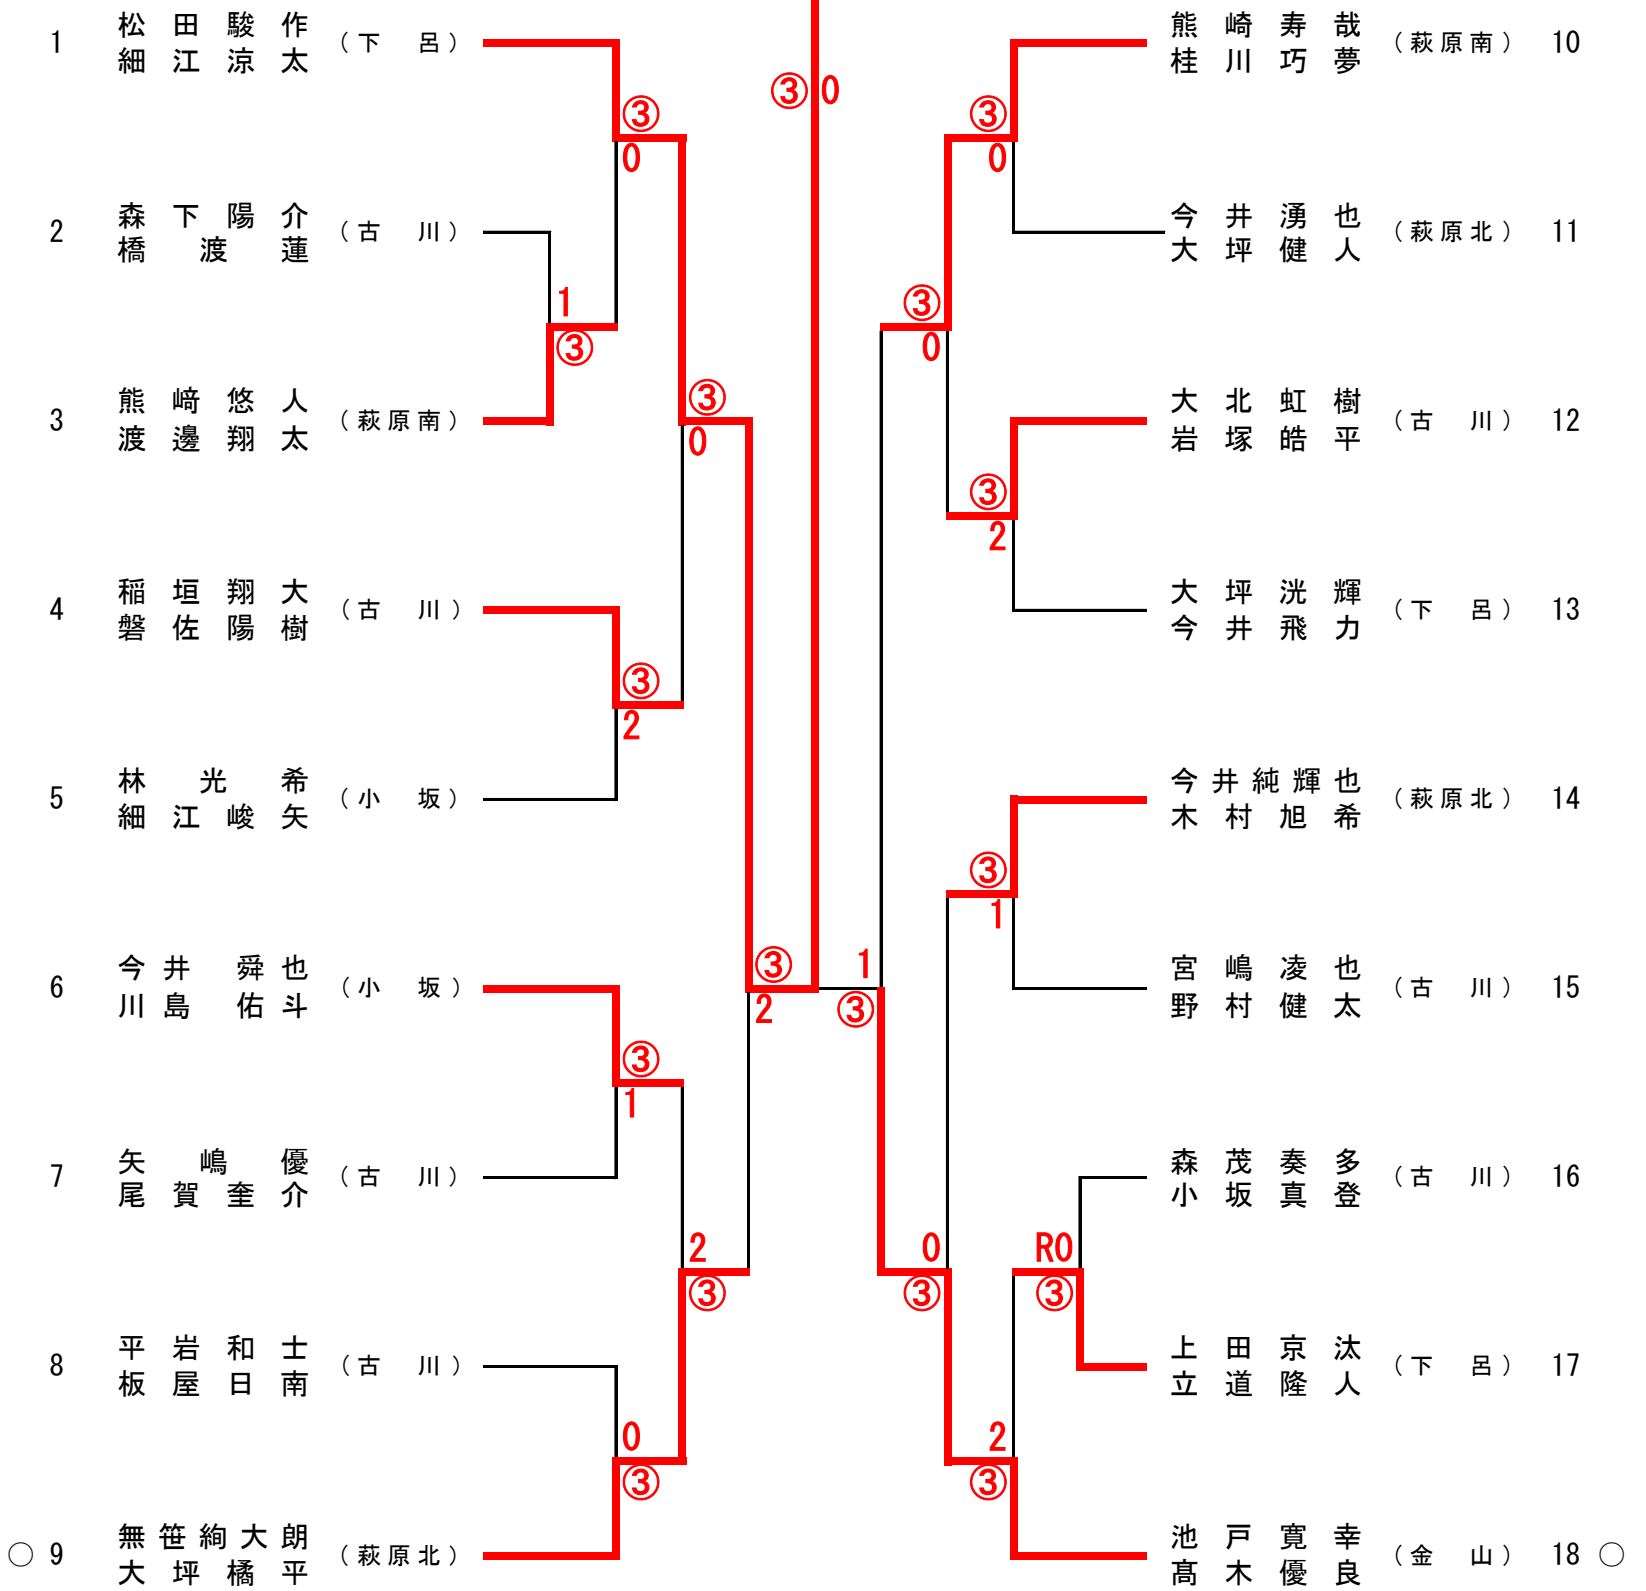 1 松田駿作 (下呂)
細江涼太
③
0
2 森下陽介 (古川)
橋渡蓮
1
③
3 熊﨑悠人 (萩原南)
渡邊翔太
③
0
4 稲垣翔大 (古川)
磐佐陽樹
③
2
5 林光希 (小坂)
細江峻矢
6 今井舜也 (小坂)
川島佑斗
③
1
7 矢嶋優 (古川)
尾賀奎介
2
③
8 平岩和士 (古川)
板屋日南
0
③
○ 9 無笹絢大朗 (萩原北)
大坪橘平
③ 0
③
2
1
③
熊崎寿哉 (萩原南) 10
桂川巧夢
③
0
今井湧也 (萩原北) 11
大坪健人
③
0
大北虹樹 (古川) 12
岩塚皓平
③
2
大坪洸輝 (下呂) 13
今井飛力
今井純輝也 (萩原北) 14
木村旭希
③
1
宮嶋凌也 (古川) 15
野村健太
森茂奏多 (古川) 16
小坂真登
0
③
R0
③
上田京汰 (下呂) 17
立道隆人
2
③
池戸寛幸 (金山) 18 ○
髙木優良